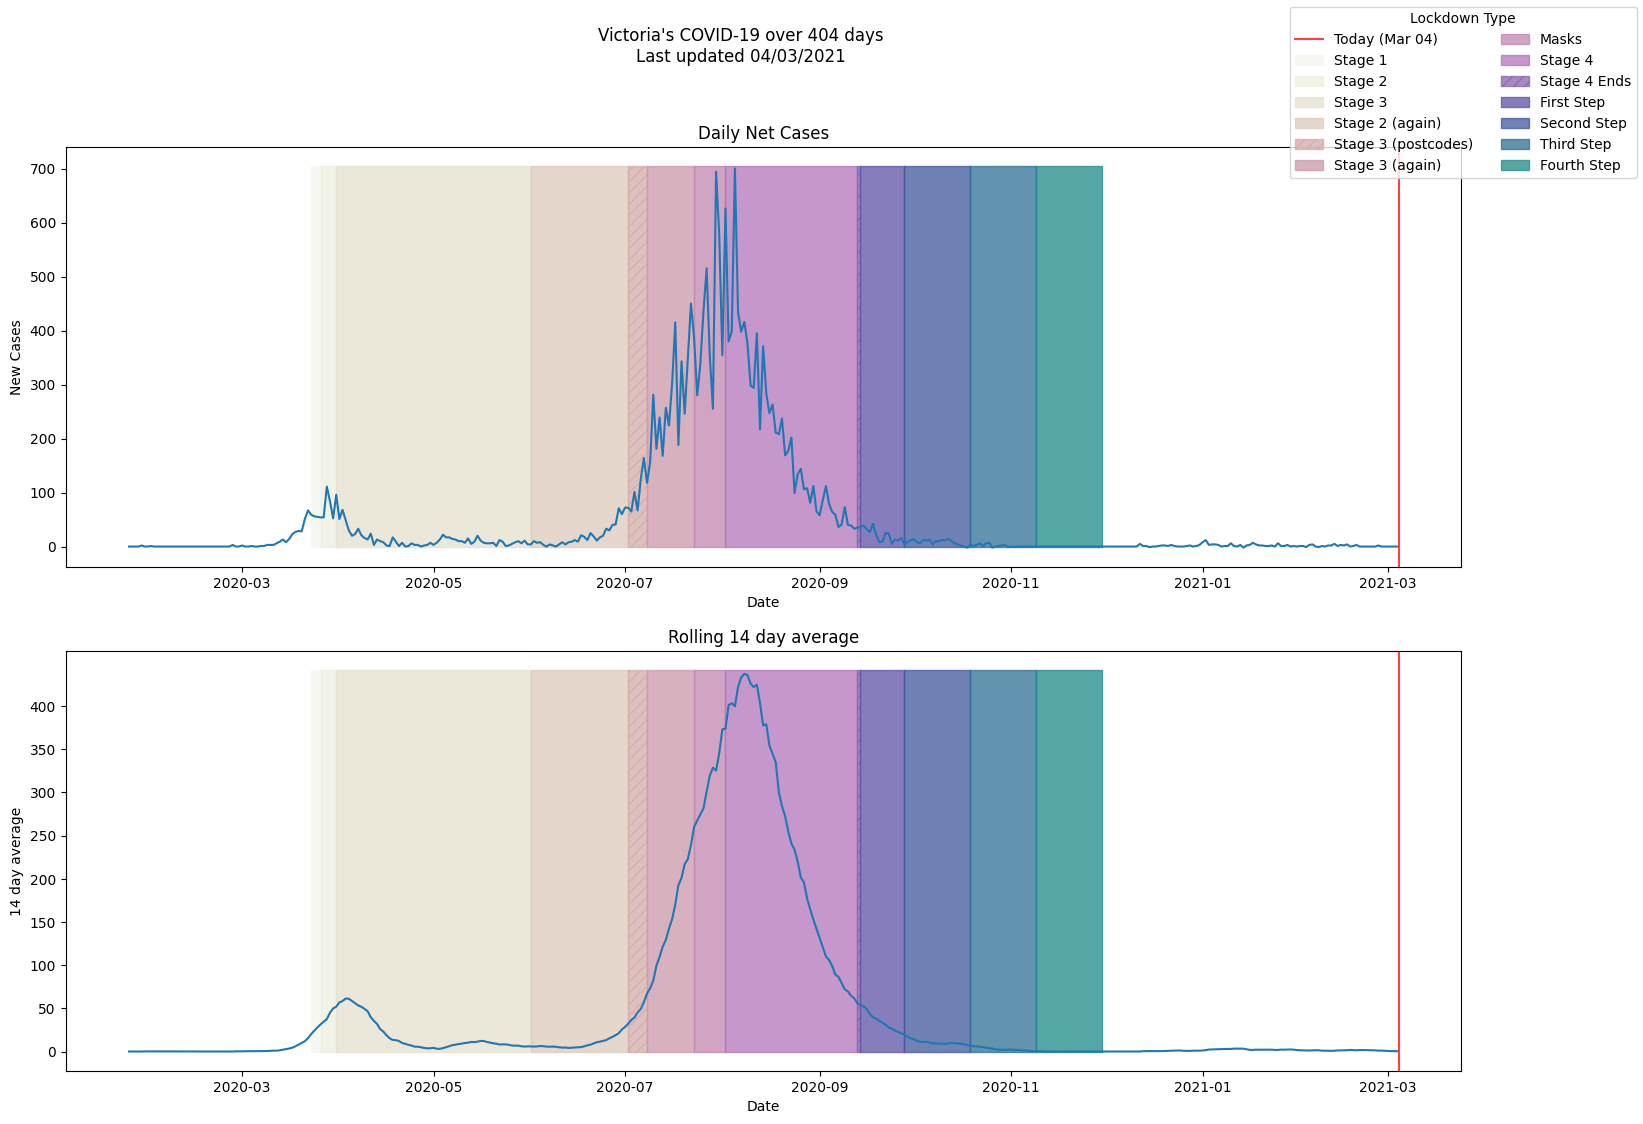 Victoria's COVID-19 over 404 days
Last updated 04/03/2021
Lockdown Type
Today (Mar 04)
Stage 1
Stage 2
Stage 3
Stage 2 (again)
Stage 3 (postcodes)
Stage 3 (again)
Masks
Stage 4
Stage 4 Ends
First Step
Second Step
Third Step
Fourth Step
Daily Net Cases
New Cases
700
600
500
400
300
200
100
0
2020-03
2020-05
2020-07
2020-09
2020-11
2021-01
2021-03
Date
Rolling 14 day average
14 day average
400
350
300
250
200
150
100
50
0
2020-03
2020-05
2020-07
2020-09
2020-11
2021-01
2021-03
Date